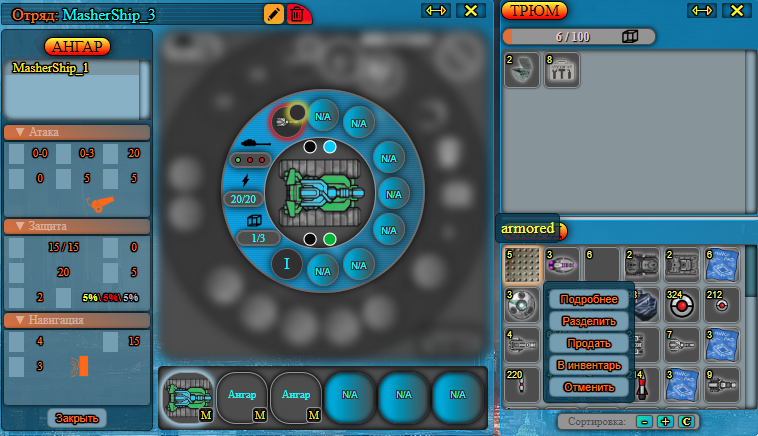 Отряд: MasherShip_3
ТРЮМ
АНГАР
MasherShip_1
6 / 100
2
8
▼ Атака
0-0
0-3
20
0
5
5
▼ Защита
15 / 15
0
20
5
2
5%\5%\5%
▼ Навигация
4
15
3
Закрыть
N/A
N/A
N/A
N/A
N/A
N/A
N/A
20/20
1/3
I
Ангар
Ангар
N/A
N/A
N/A
M
M
M
armored
5
3
6
2
2
6
3
324
212
4
7
3
220
4
3
9
Подробнее
Разделить
Продать
В инвентарь
Отменить
Сортировка:
-
+
C